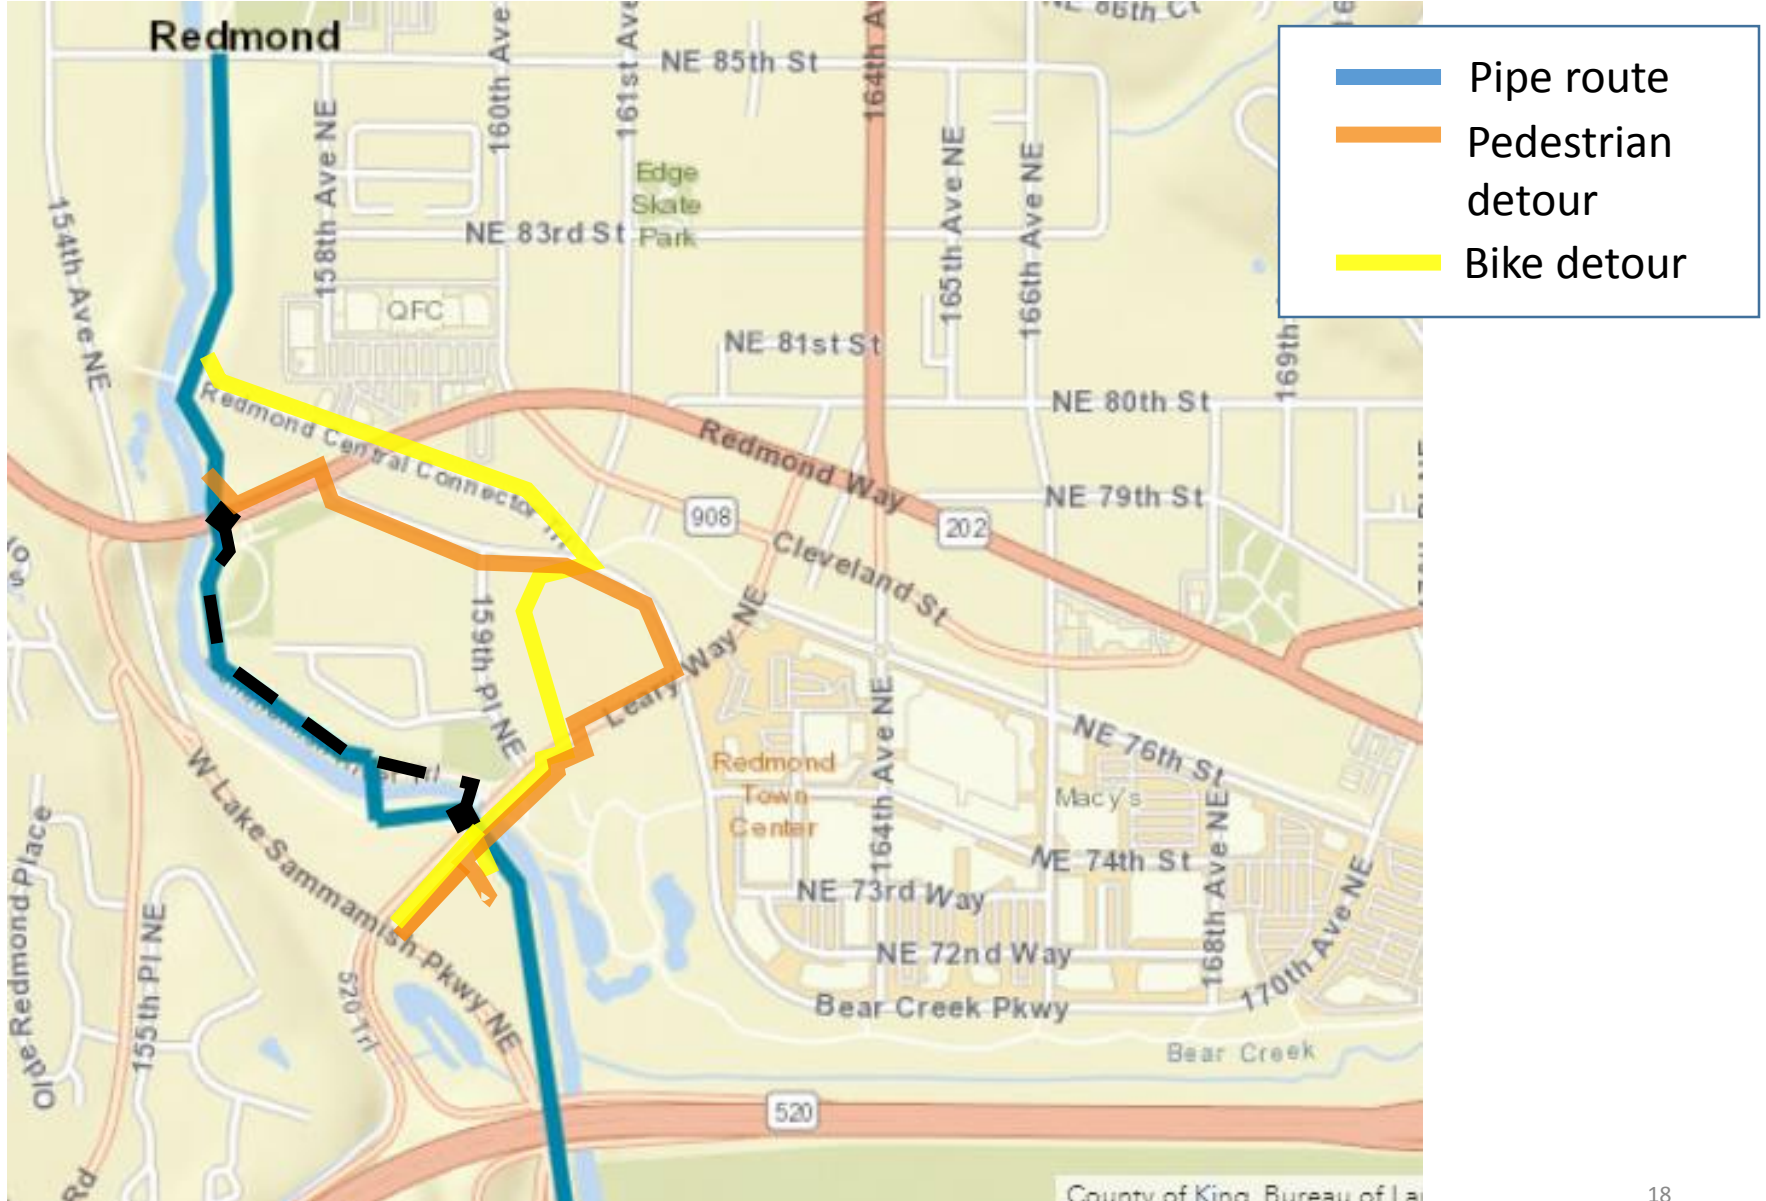 Redmond
NE 86th Ct
NE 85th St
160th Ave
161st Ave
164th A
158th Ave NE
154th Ave NE
Edge
Skate
Park
NE 83rd St
165th Ave NE
166th Ave NE
169th
QFC
NE 81st St
NE 80th St
Redmond Central Connector
Redmond Way
NE 79th St
908
202
Cleveland St
159th Pl NE
Leary Way NE
NE 76th St
Redmond
Town
Center
164th Ave NE
Macy's
NE 74th St
168th Ave NE
NE 73rd Way
NE 72nd Way
170th Ave NE
Bear Creek Pkwy
Bear Creek
W Lake Sammamish Pkwy NE
Olde Redmond Place
155th Pl NE
520 Trl
520
Rd
County of King, Bureau of La
Pipe route
Pedestrian
detour
Bike detour
18